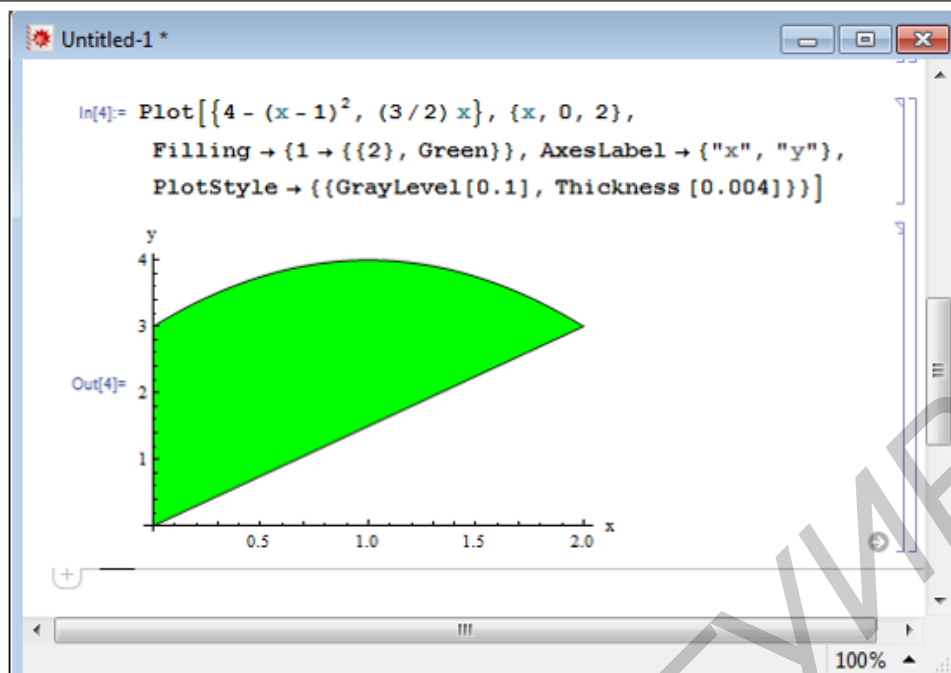 Untitled-1 *
In[4]:= Plot[{4 - (x - 1)², (3 / 2) x}, {x, 0, 2},
Filling → {1 → {{2}, Green}}, AxesLabel → {"x", "y"},
PlotStyle → {{GrayLevel[0.1], Thickness [0.004]}}]
y
4
3
Out[4]=
2
1
0.5 1.0 1.5 2.0 x
100%